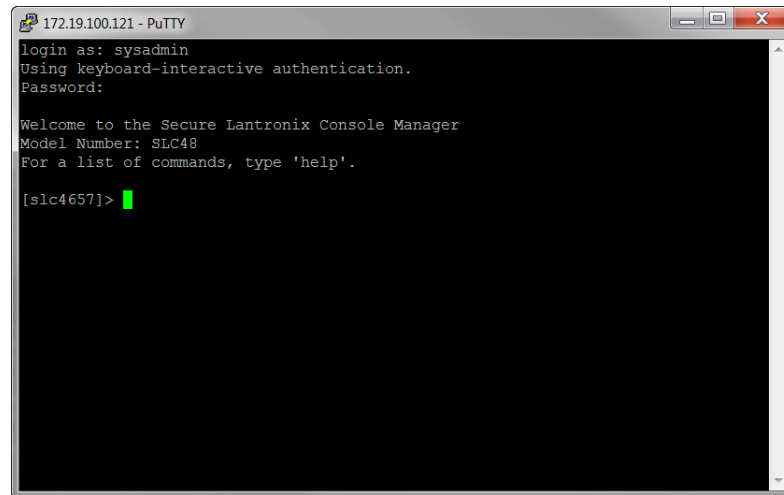 172.19.100.121 - PuTTY
login as: sysadmin
Using keyboard-interactive authentication.
Password:
Welcome to the Secure Lantronix Console Manager
Model Number: SLC48
For a list of commands, type 'help'.
[slc4657]>